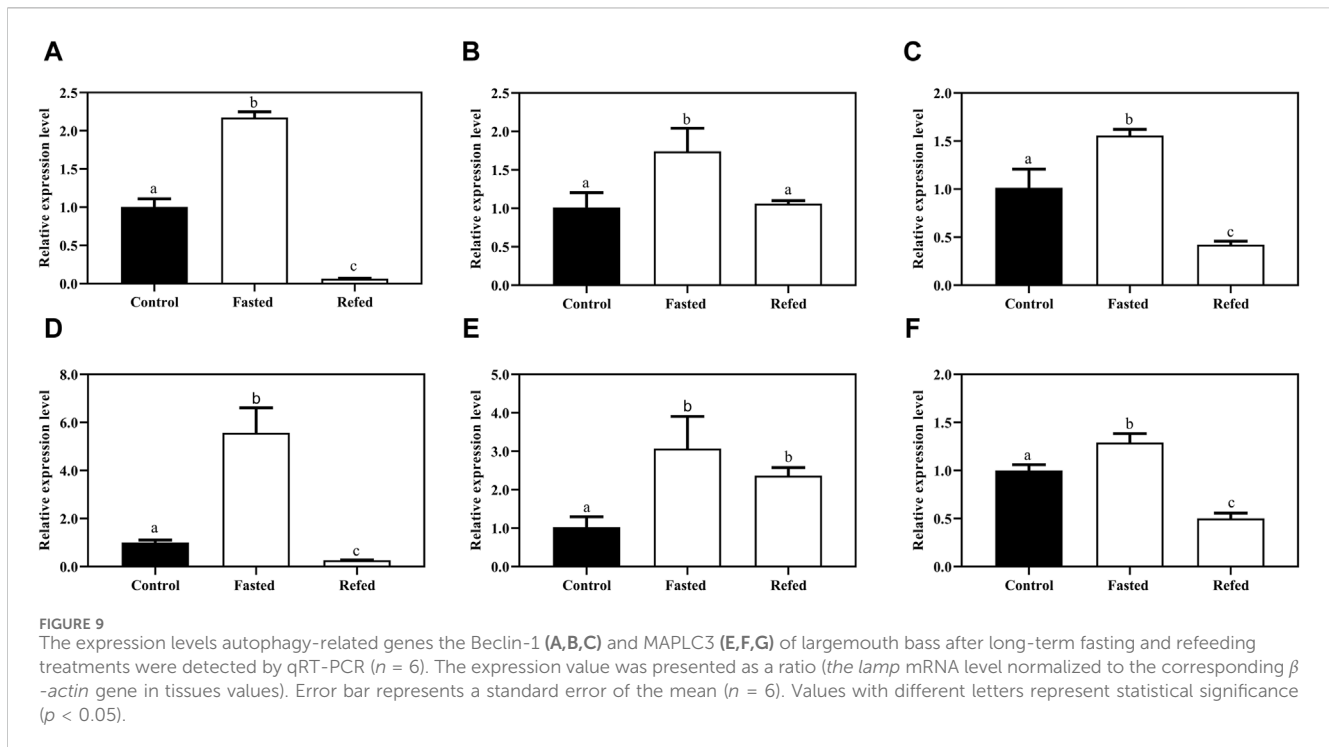 A
B
C
Relative expression level
2.5
2.0
1.5
1.0
0.5
0.0
a
b
c
Control Fasted Refed
Relative expression level
2.5
2.0
1.5
1.0
0.5
0.0
a
b
a
Control Fasted Refed
Relative expression level
2.0
1.5
1.0
0.5
0.0
a
b
c
Control Fasted Refed
D
E
F
Relative expression level
8.0
6.0
4.0
2.0
0.0
a
b
c
Control Fasted Refed
Relative expression level
5.0
4.0
3.0
2.0
1.0
0.0
a
b
b
Control Fasted Refed
Relative expression level
2.0
1.5
1.0
0.5
0.0
a
b
c
Control Fasted Refed
FIGURE 9
The expression levels autophagy-related genes the Beclin-1 (A,B,C) and MAPLC3 (E,F,G) of largemouth bass after long-term fasting and refeeding
treatments were detected by qRT-PCR (n = 6). The expression value was presented as a ratio (the lamp mRNA level normalized to the corresponding β
-actin gene in tissues values). Error bar represents a standard error of the mean (n = 6). Values with different letters represent statistical significance
(p < 0.05).